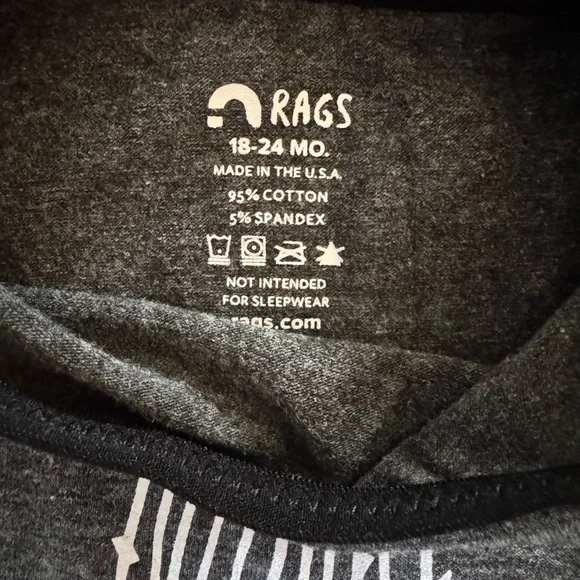 RAGS
18-24 MO.
MADE IN THE U.S.A.
95% COTTON
5% SPANDEX
NOT INTENDED
FOR SLEEPWEAR
rags.com